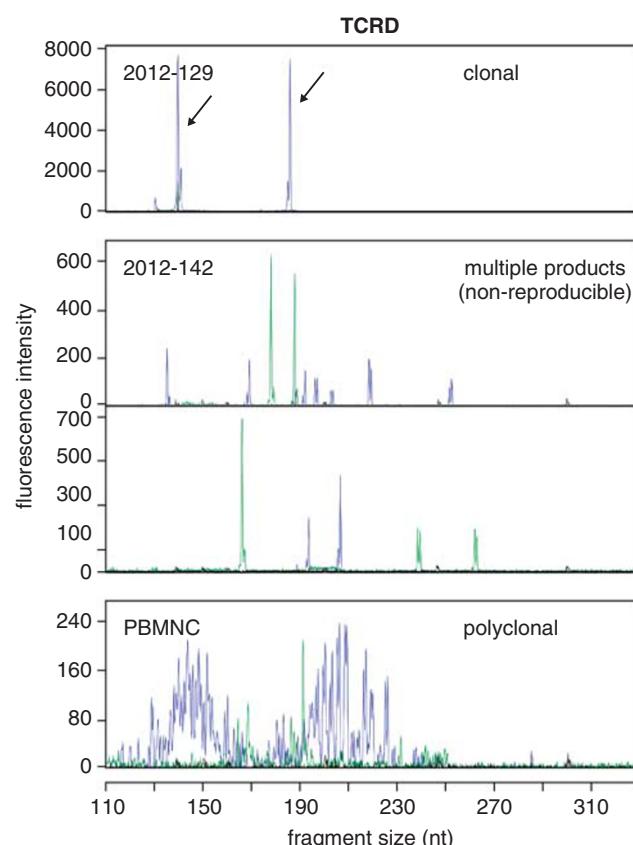 TCRD
8000
2012-129
clonal
6000
4000
2000
0
600
2012-142
multiple products
(non-reproducible)
400
200
0
fluorescence intensity
700
500
300
100
0
240
PBMNC
polyclonal
160
80
0
110 150 190 230 270 310
fragment size (nt)